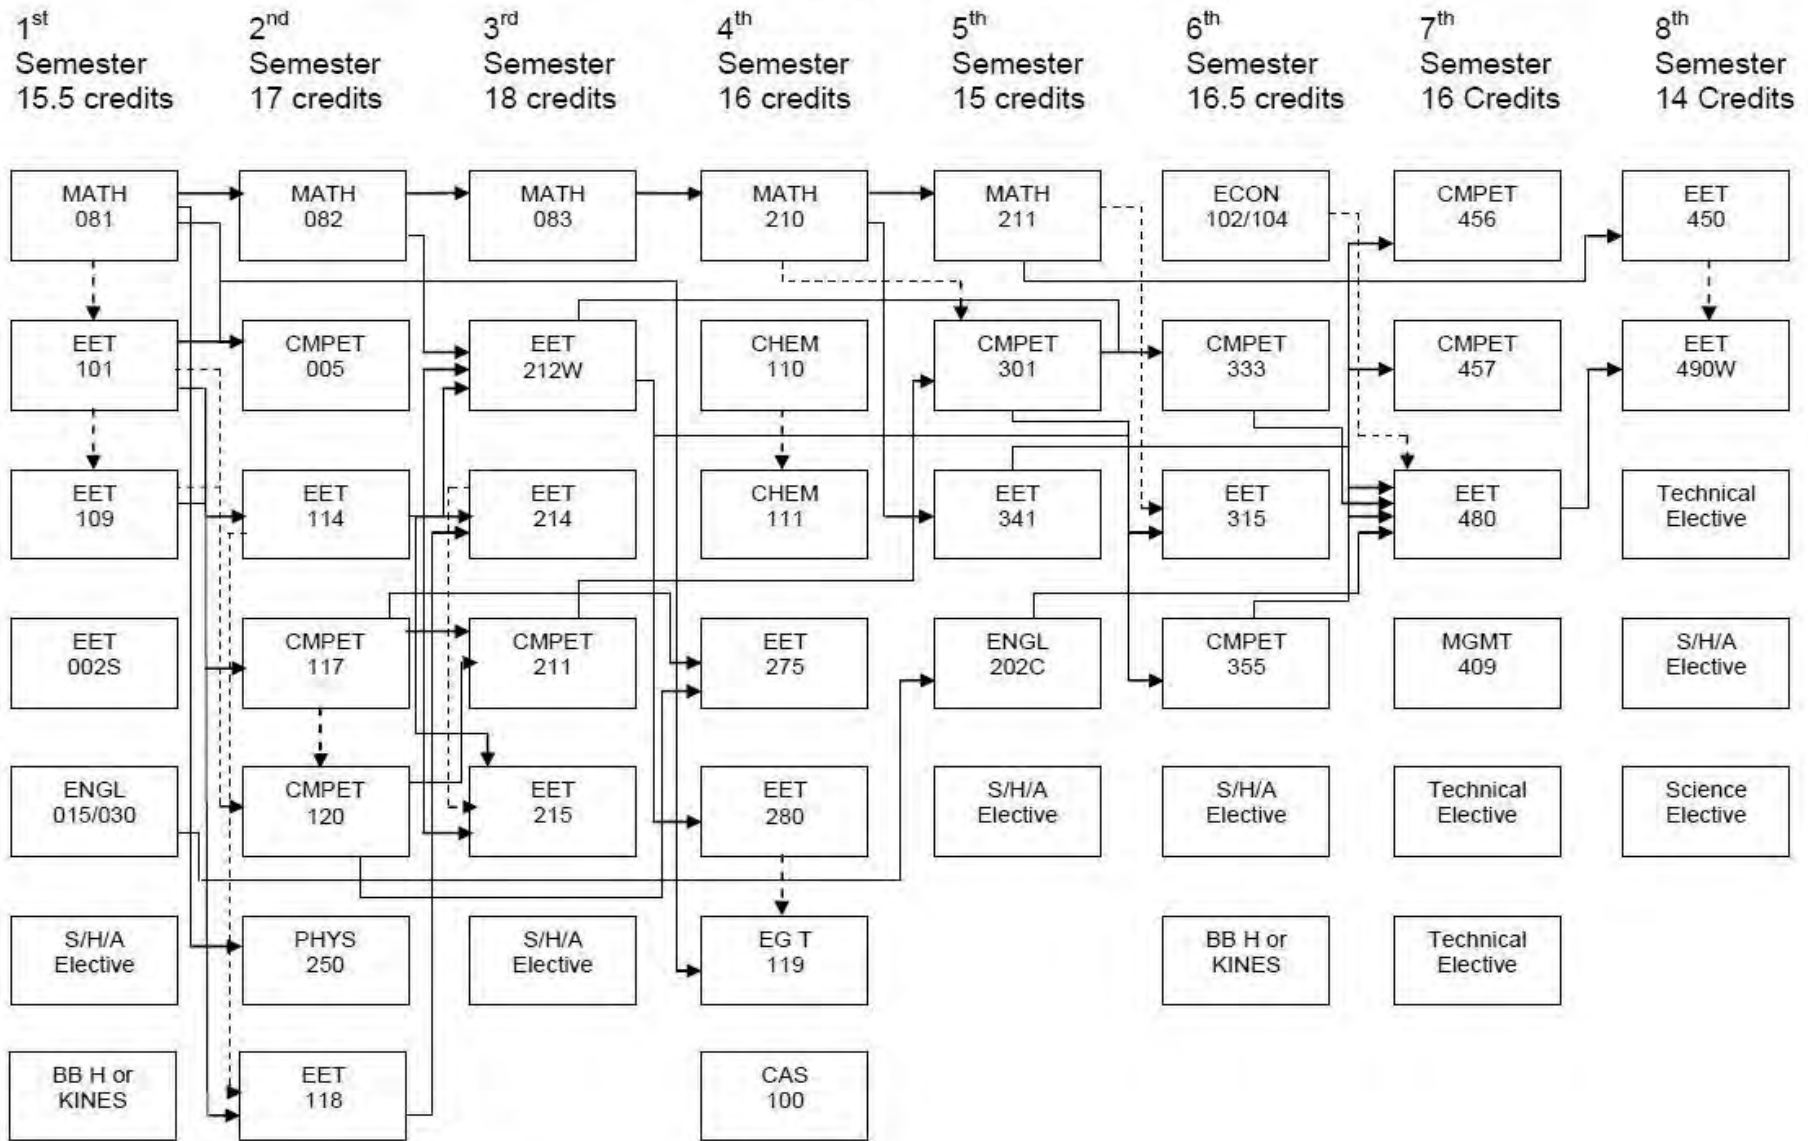 1st
Semester
15.5 credits
2nd
Semester
17 credits
3rd
Semester
18 credits
4th
Semester
16 credits
5th
Semester
15 credits
6th
Semester
16.5 credits
7th
Semester
16 Credits
8th
Semester
14 Credits
MATH
081
MATH
082
MATH
083
MATH
210
MATH
211
ECON
102/104
CMPET
456
EET
450
EET
101
CMPET
005
EET
212W
CHEM
110
CMPET
301
CMPET
333
CMPET
457
EET
490W
EET
109
EET
114
EET
214
CHEM
111
EET
341
EET
315
EET
480
Technical
Elective
EET
002S
CMPET
117
CMPET
211
EET
275
ENGL
202C
CMPET
355
MGMT
409
S/H/A
Elective
ENGL
015/030
CMPET
120
EET
215
EET
280
S/H/A
Elective
S/H/A
Elective
Technical
Elective
Science
Elective
S/H/A
Elective
PHYS
250
S/H/A
Elective
EG T
119
BB H or
KINES
Technical
Elective
BB H or
KINES
EET
118
CAS
100